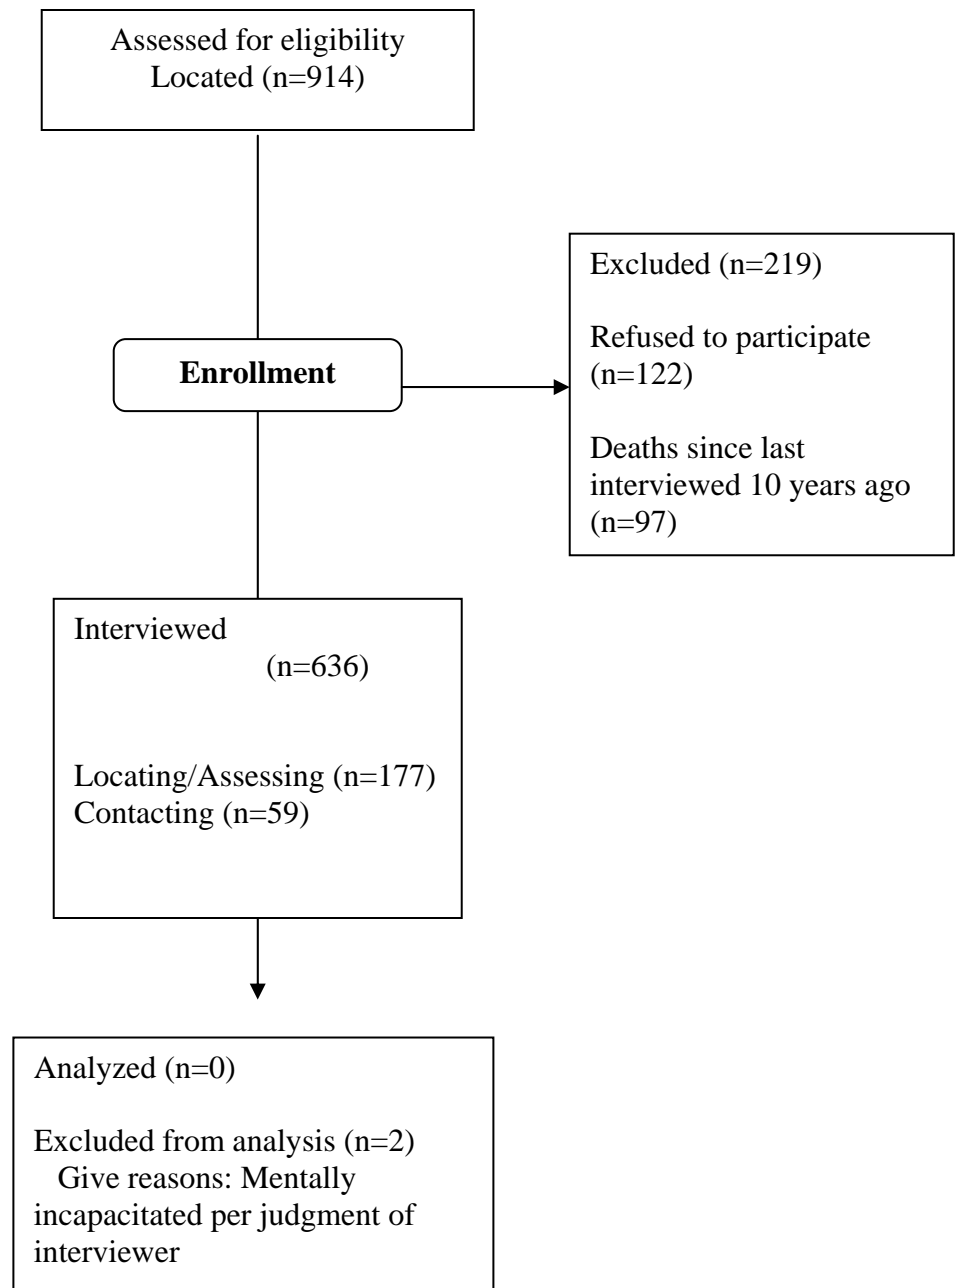 Assessed for eligibility
Located (n=914)
Excluded (n=219)
Refused to participate
(n=122)
Deaths since last
interviewed 10 years ago
(n=97)
Enrollment
Interviewed
(n=636)
Locating/Assessing (n=177)
Contacting (n=59)
Analyzed (n=0)
Excluded from analysis (n=2)
Give reasons: Mentally
incapacitated per judgment of
interviewer